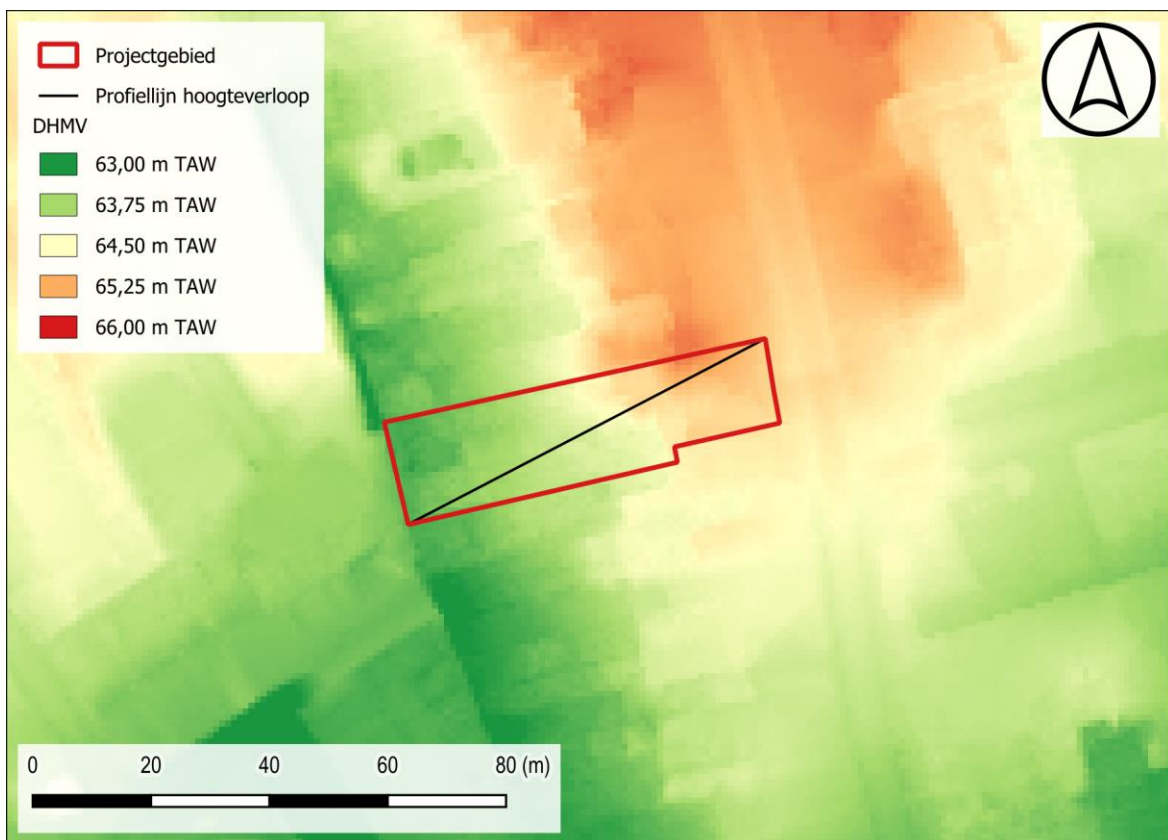 Projectgebied
Profiellijn hoogteverloop
DHMV
63,00 m TAW
63,75 m TAW
64,50 m TAW
65,25 m TAW
66,00 m TAW
0 20 40 60 80 (m)